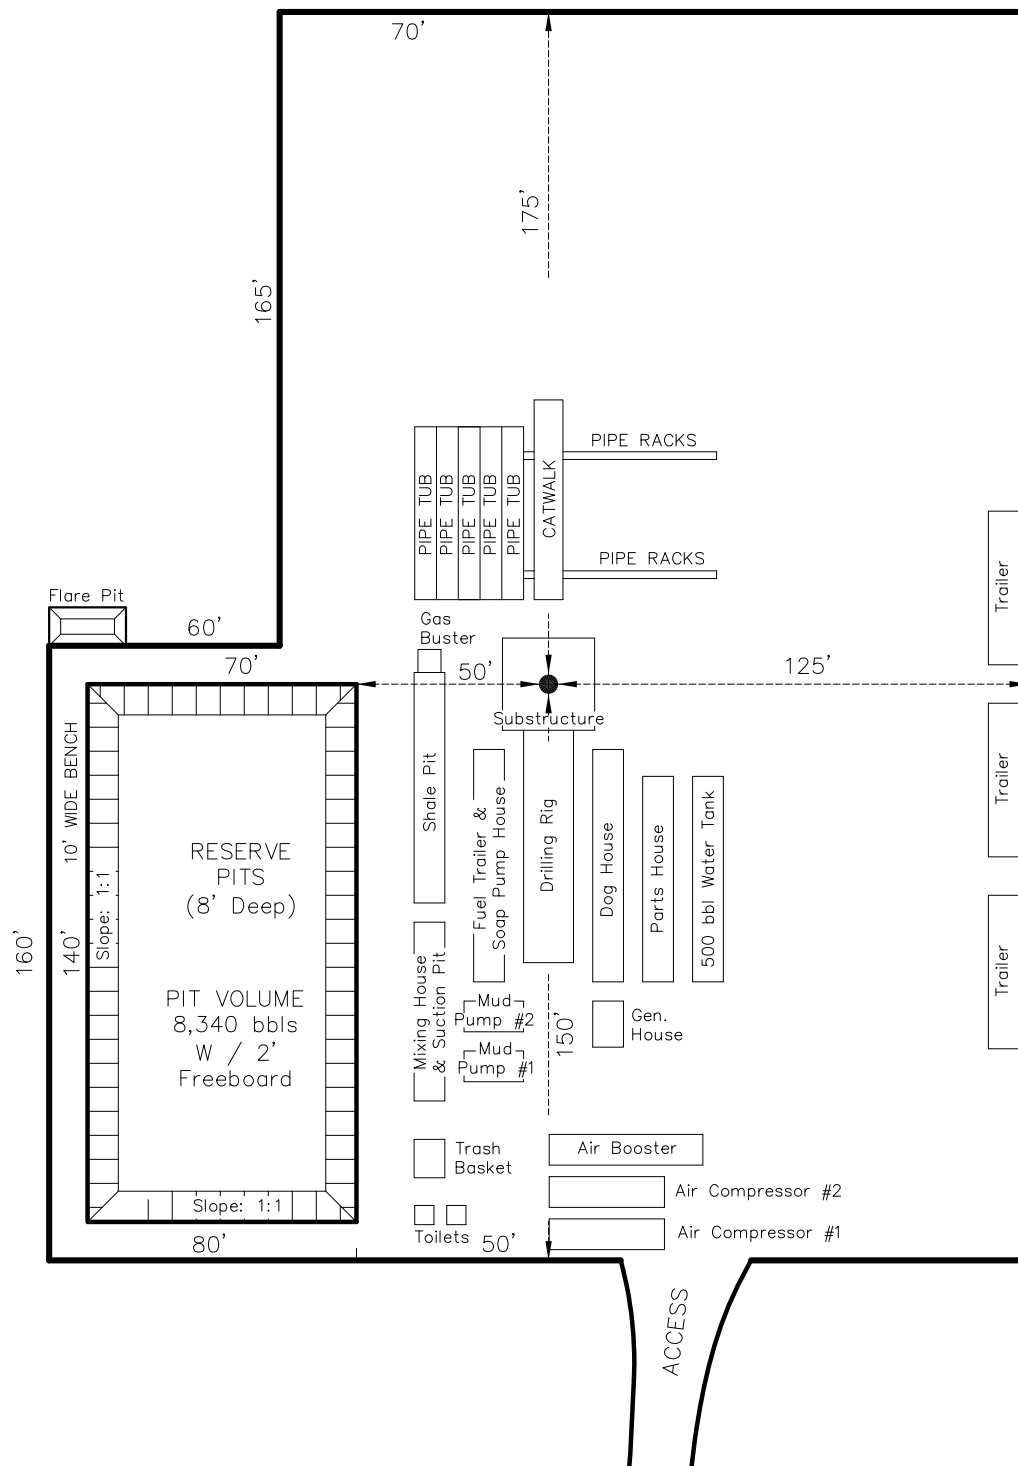 70'
175'
165'
PIPE RACKS
PIPE TUB
PIPE TUB
PIPE TUB
PIPE TUB
PIPE TUB
CATWALK
PIPE RACKS
Trailer
Flare Pit
60'
Gas
Buster
70'
50'
125'
Substructure
10' WIDE BENCH
Shale Pit
Fuel Trailer &
Soap Pump House
Drilling Rig
Dog House
Parts House
500 bbl Water Tank
Trailer
RESERVE
PITS
(8' Deep)
Slope: 1:1
160'
140'
PIT VOLUME
8,340 bbls
W / 2'
Freeboard
Mixing House
& Suction Pit
Mud
Pump #2
Mud
Pump #1
150'
Gen.
House
Trailer
Trash
Basket
Air Booster
Air Compressor #2
Slope: 1:1
Toilets
Air Compressor #1
80'
50'
ACCESS